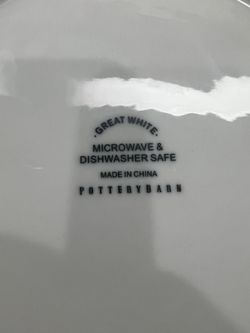 · GREAT WHITE ·
MICROWAVE &
DISHWASHER SAFE
MADE IN CHINA
POTTERYBARN